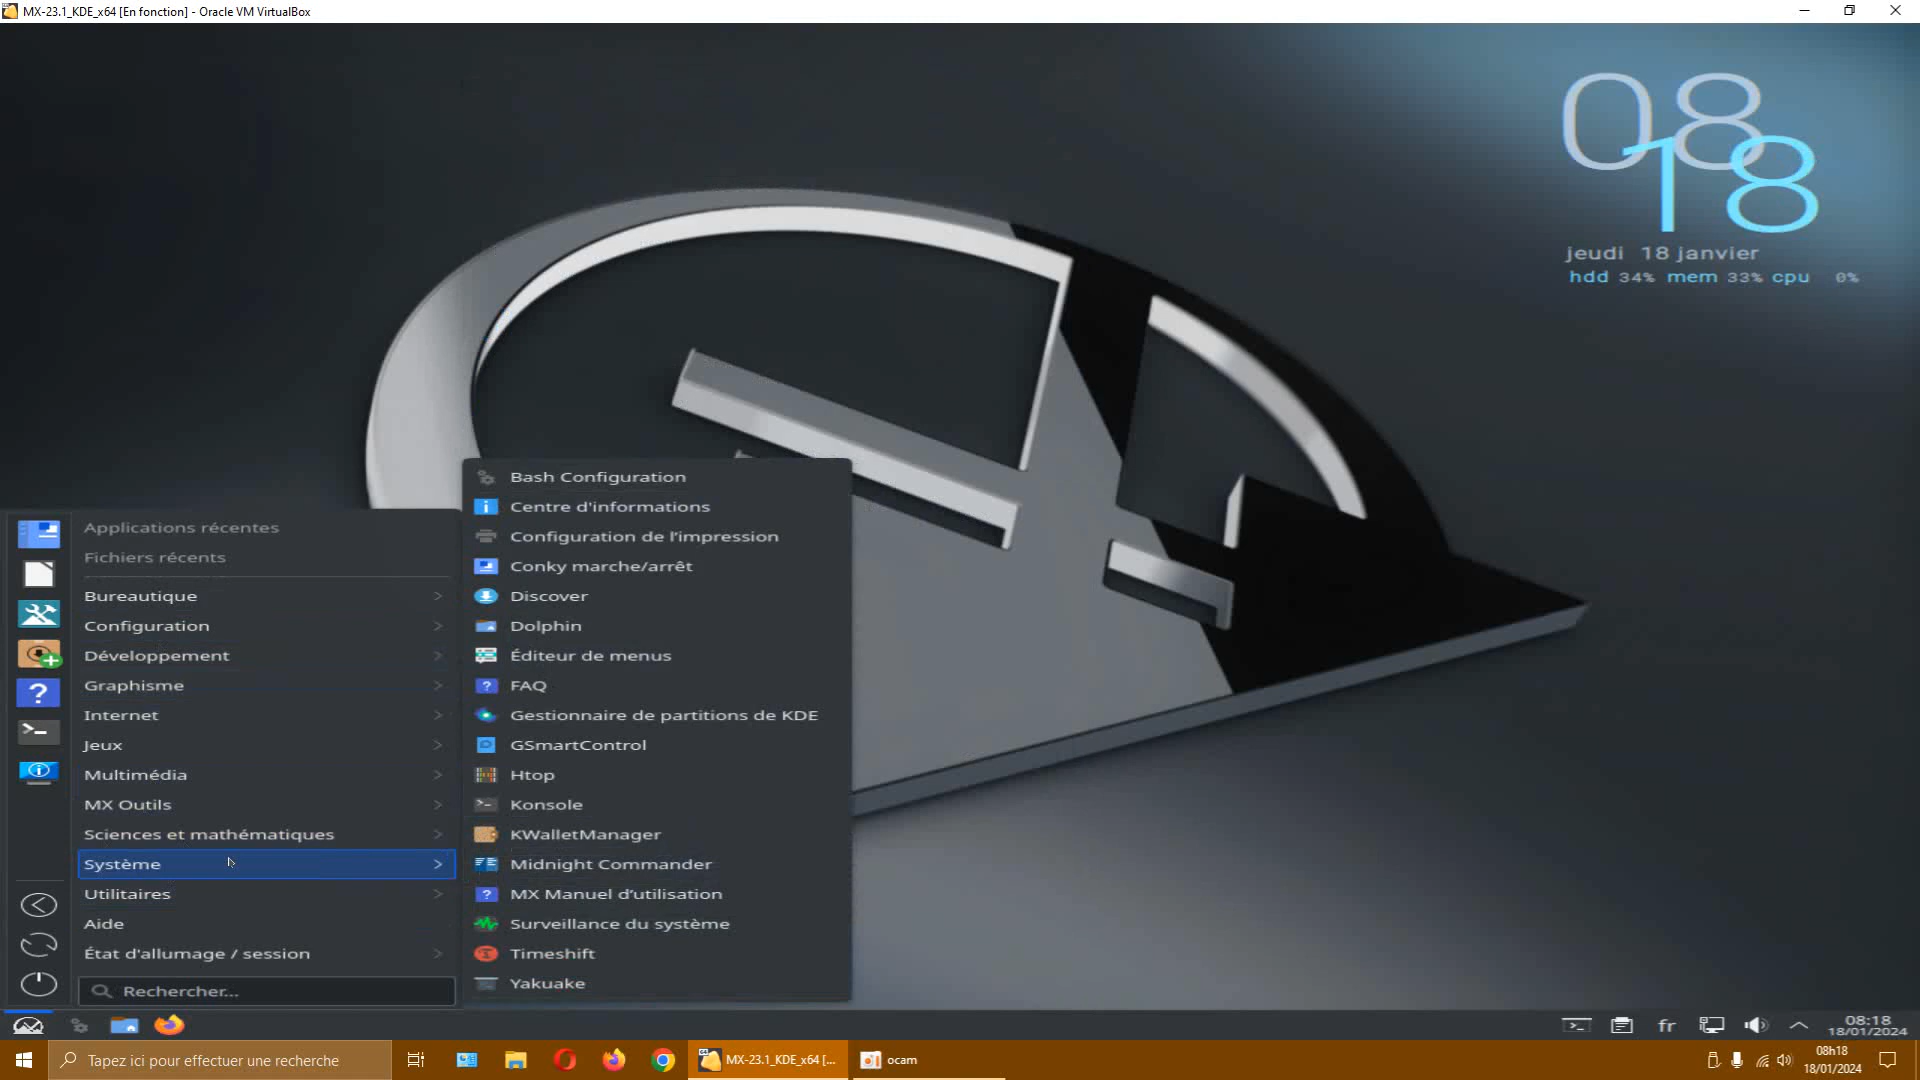 MX-23.1_KDE_x64 [En fonction] - Oracle VM VirtualBox
08
18
jeudi 18 janvier
hdd 34% mem 33% cpu 0%
Applications récentes
Fichiers récents
Bureautique
Configuration
Développement
Graphisme
Internet
Jeux
Multimédia
MX Outils
Sciences et mathématiques
Système
Utilitaires
Aide
État d'allumage / session
Rechercher...
Bash Configuration
Centre d'informations
Configuration de l’impression
Conky marche/arrêt
Discover
Dolphin
Éditeur de menus
FAQ
Gestionnaire de partitions de KDE
GSmartControl
Htop
Konsole
KWalletManager
Midnight Commander
MX Manuel d’utilisation
Surveillance du système
Timeshift
Yakuake
fr
08:18
18/01/2024
Tapez ici pour effectuer une recherche
MX-23.1_KDE_x64 [...
ocam
08h18
18/01/2024